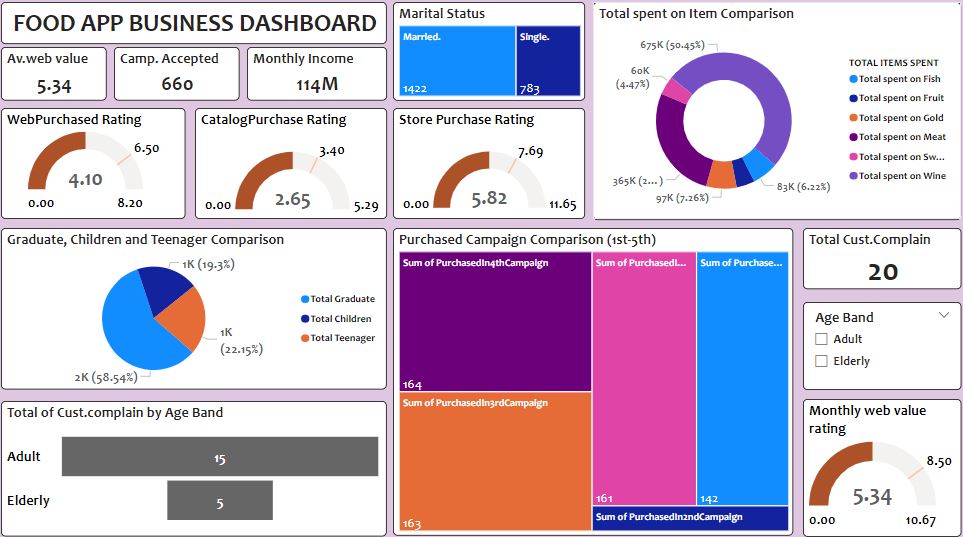 FOOD APP BUSINESS DASHBOARD
Av.web value
5.34
Camp. Accepted
660
Monthly Income
114M
Marital Status
Married.
1422
Single.
783
Total spent on Item Comparison
675K (50.45%)
60K
(4.47%)
365K (2...)
97K (7.26%)
83K (6.22%)
TOTAL ITEMS SPENT
Total spent on Fish
Total spent on Fruit
Total spent on Gold
Total spent on Meat
Total spent on Sw...
Total spent on Wine
WebPurchased Rating
6.50
4.10
0.00
8.20
CatalogPurchase Rating
3.40
2.65
0.00
5.29
Store Purchase Rating
7.69
5.82
0.00
11.65
Graduate, Children and Teenager Comparison
1K (19.3%)
1K
(22.15%)
2K (58.54%)
Total Graduate
Total Children
Total Teenager
Purchased Campaign Comparison (1st-5th)
Sum of PurchasedIn4thCampaign
164
Sum of PurchasedIn3rdCampaign
163
Sum of PurchasedI...
161
Sum of Purchase...
142
Sum of PurchasedIn2ndCampaign
Total Cust.Complain
20
Age Band
Adult
Elderly
Total of Cust.complain by Age Band
Adult
15
Elderly
5
Monthly web value
rating
8.50
5.34
0.00
10.67